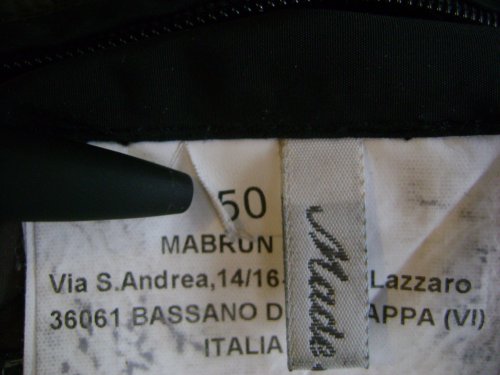 50
MABRUN
Via S.Andrea,14/16- Lazzaro
36061 BASSANO D APPA (VI)
ITALIA
Made